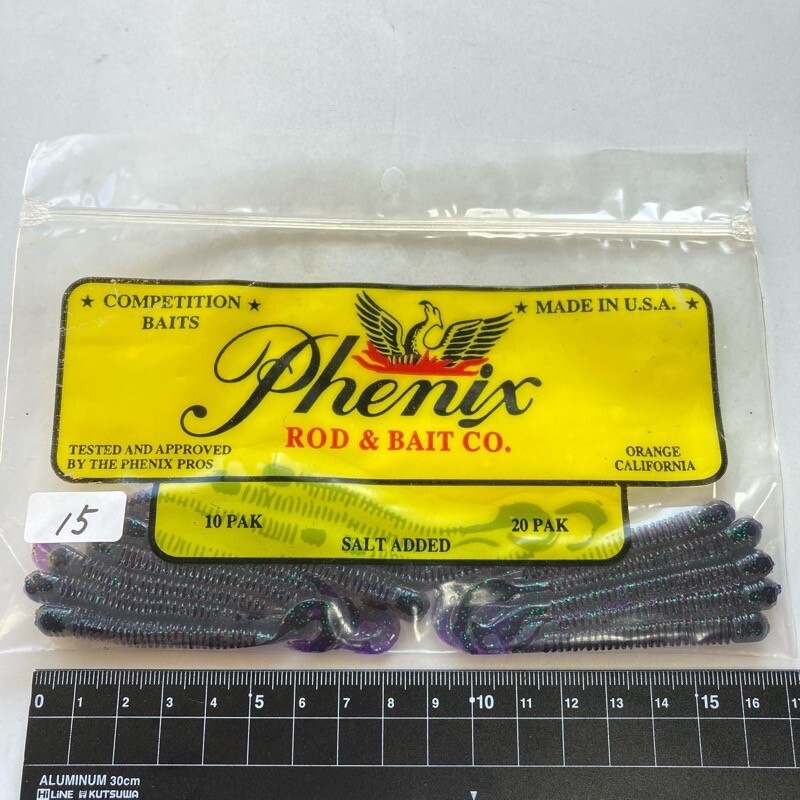 ★ COMPETITION ★
BAITS
★ MADE IN U.S.A. ★
Phenix
ROD & BAIT CO.
TESTED AND APPROVED
BY THE PHENIX PROS
ORANGE
CALIFORNIA
15
10 PAK
20 PAK
SALT ADDED
0 1 2 3 4 5 6 7 8 9 10 11 12 13 14 15 16 17
ALUMINUM 30cm
HiLiNE KUTSUWA